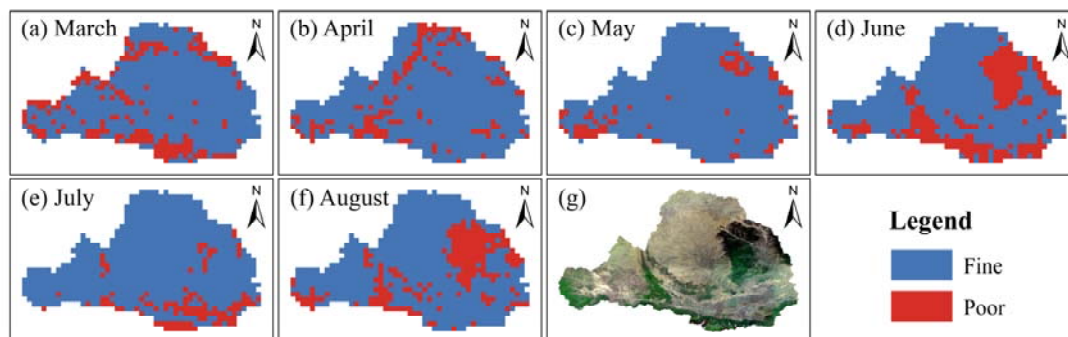 (a) March
N
(b) April
N
(c) May
N
(d) June
N
(e) July
N
(f) August
N
(g)
N
Legend
Fine
Poor